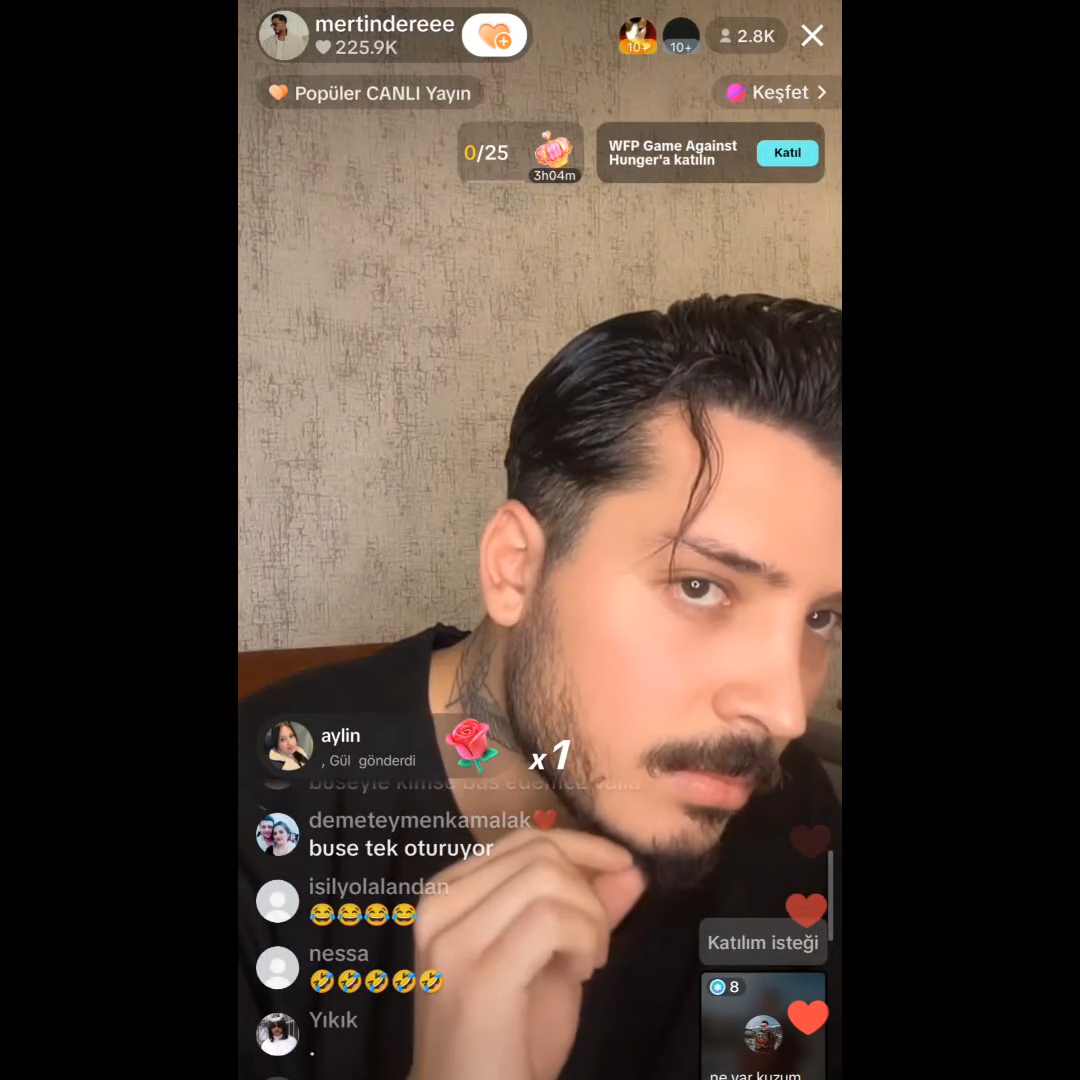 mertindereee
225.9K
10+
10+
2.8K
Popüler CANLI Yayın
Keşfet
0/25
3h04m
WFP Game Against
Hunger'a katılın
Katıl
aylin
, Gül gönderdi
x1
demeteymenkamalak❤️
buse tek oturuyor
isilyolalandan
😂😂😂😂
nessa
🤣🤣🤣🤣🤣
Yıkık
.
Katılım isteği
8
ne var kuzum